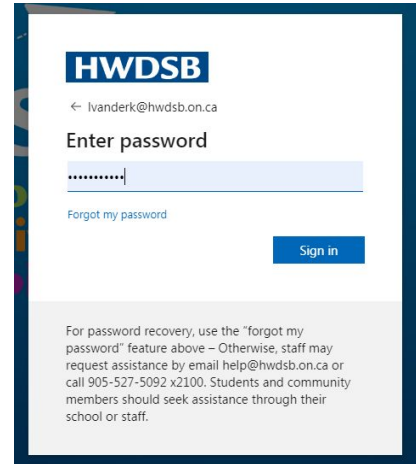 HWDSB
← lvanderk@hwdsb.on.ca
Enter password
•••••••••••
Forgot my password
Sign in
For password recovery, use the "forgot my
password" feature above – Otherwise, staff may
request assistance by email help@hwdsb.on.ca or
call 905-527-5092 x2100. Students and community
members should seek assistance through their
school or staff.